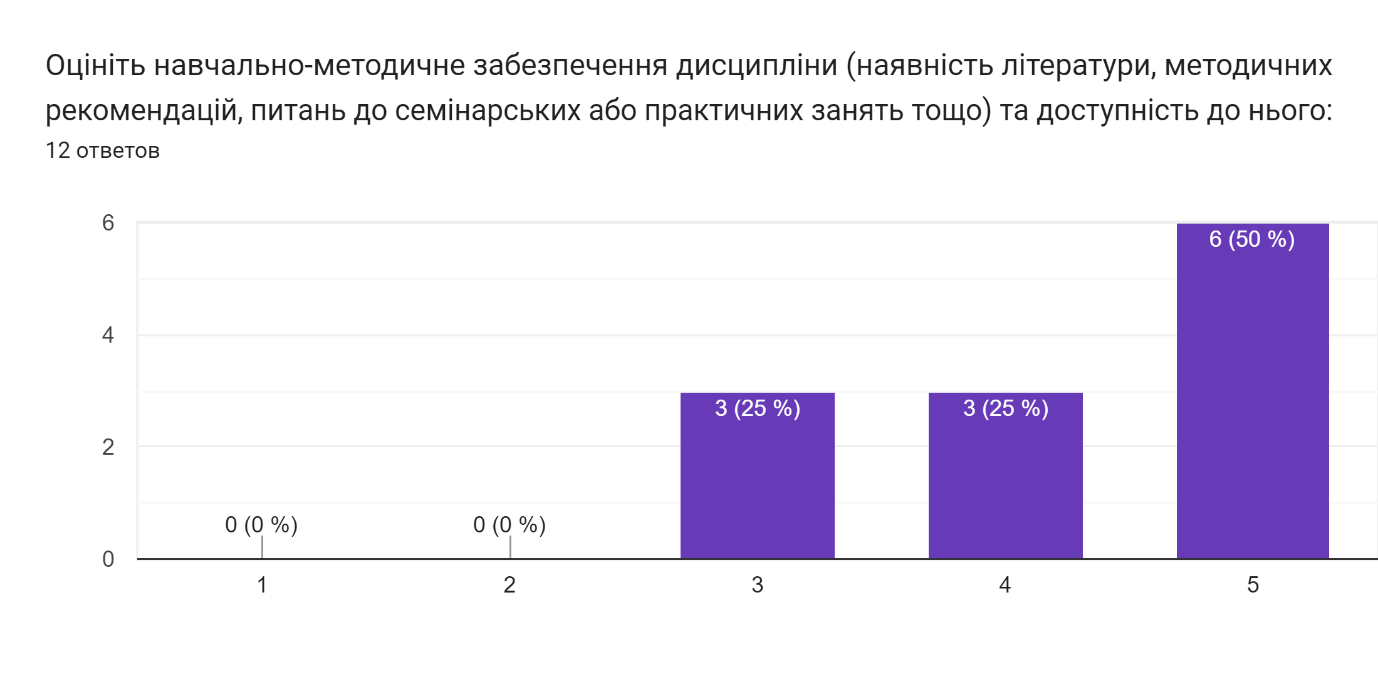 Оцініть навчально-методичне забезпечення дисципліни (наявність літератури, методичних
рекомендацій, питань до семінарських або практичних занять тощо) та доступність до нього:
12 ответов
6
6 (50 %)
4
3 (25 %)
3 (25 %)
2
0 (0 %)
0 (0 %)
0
1
2
3
4
5